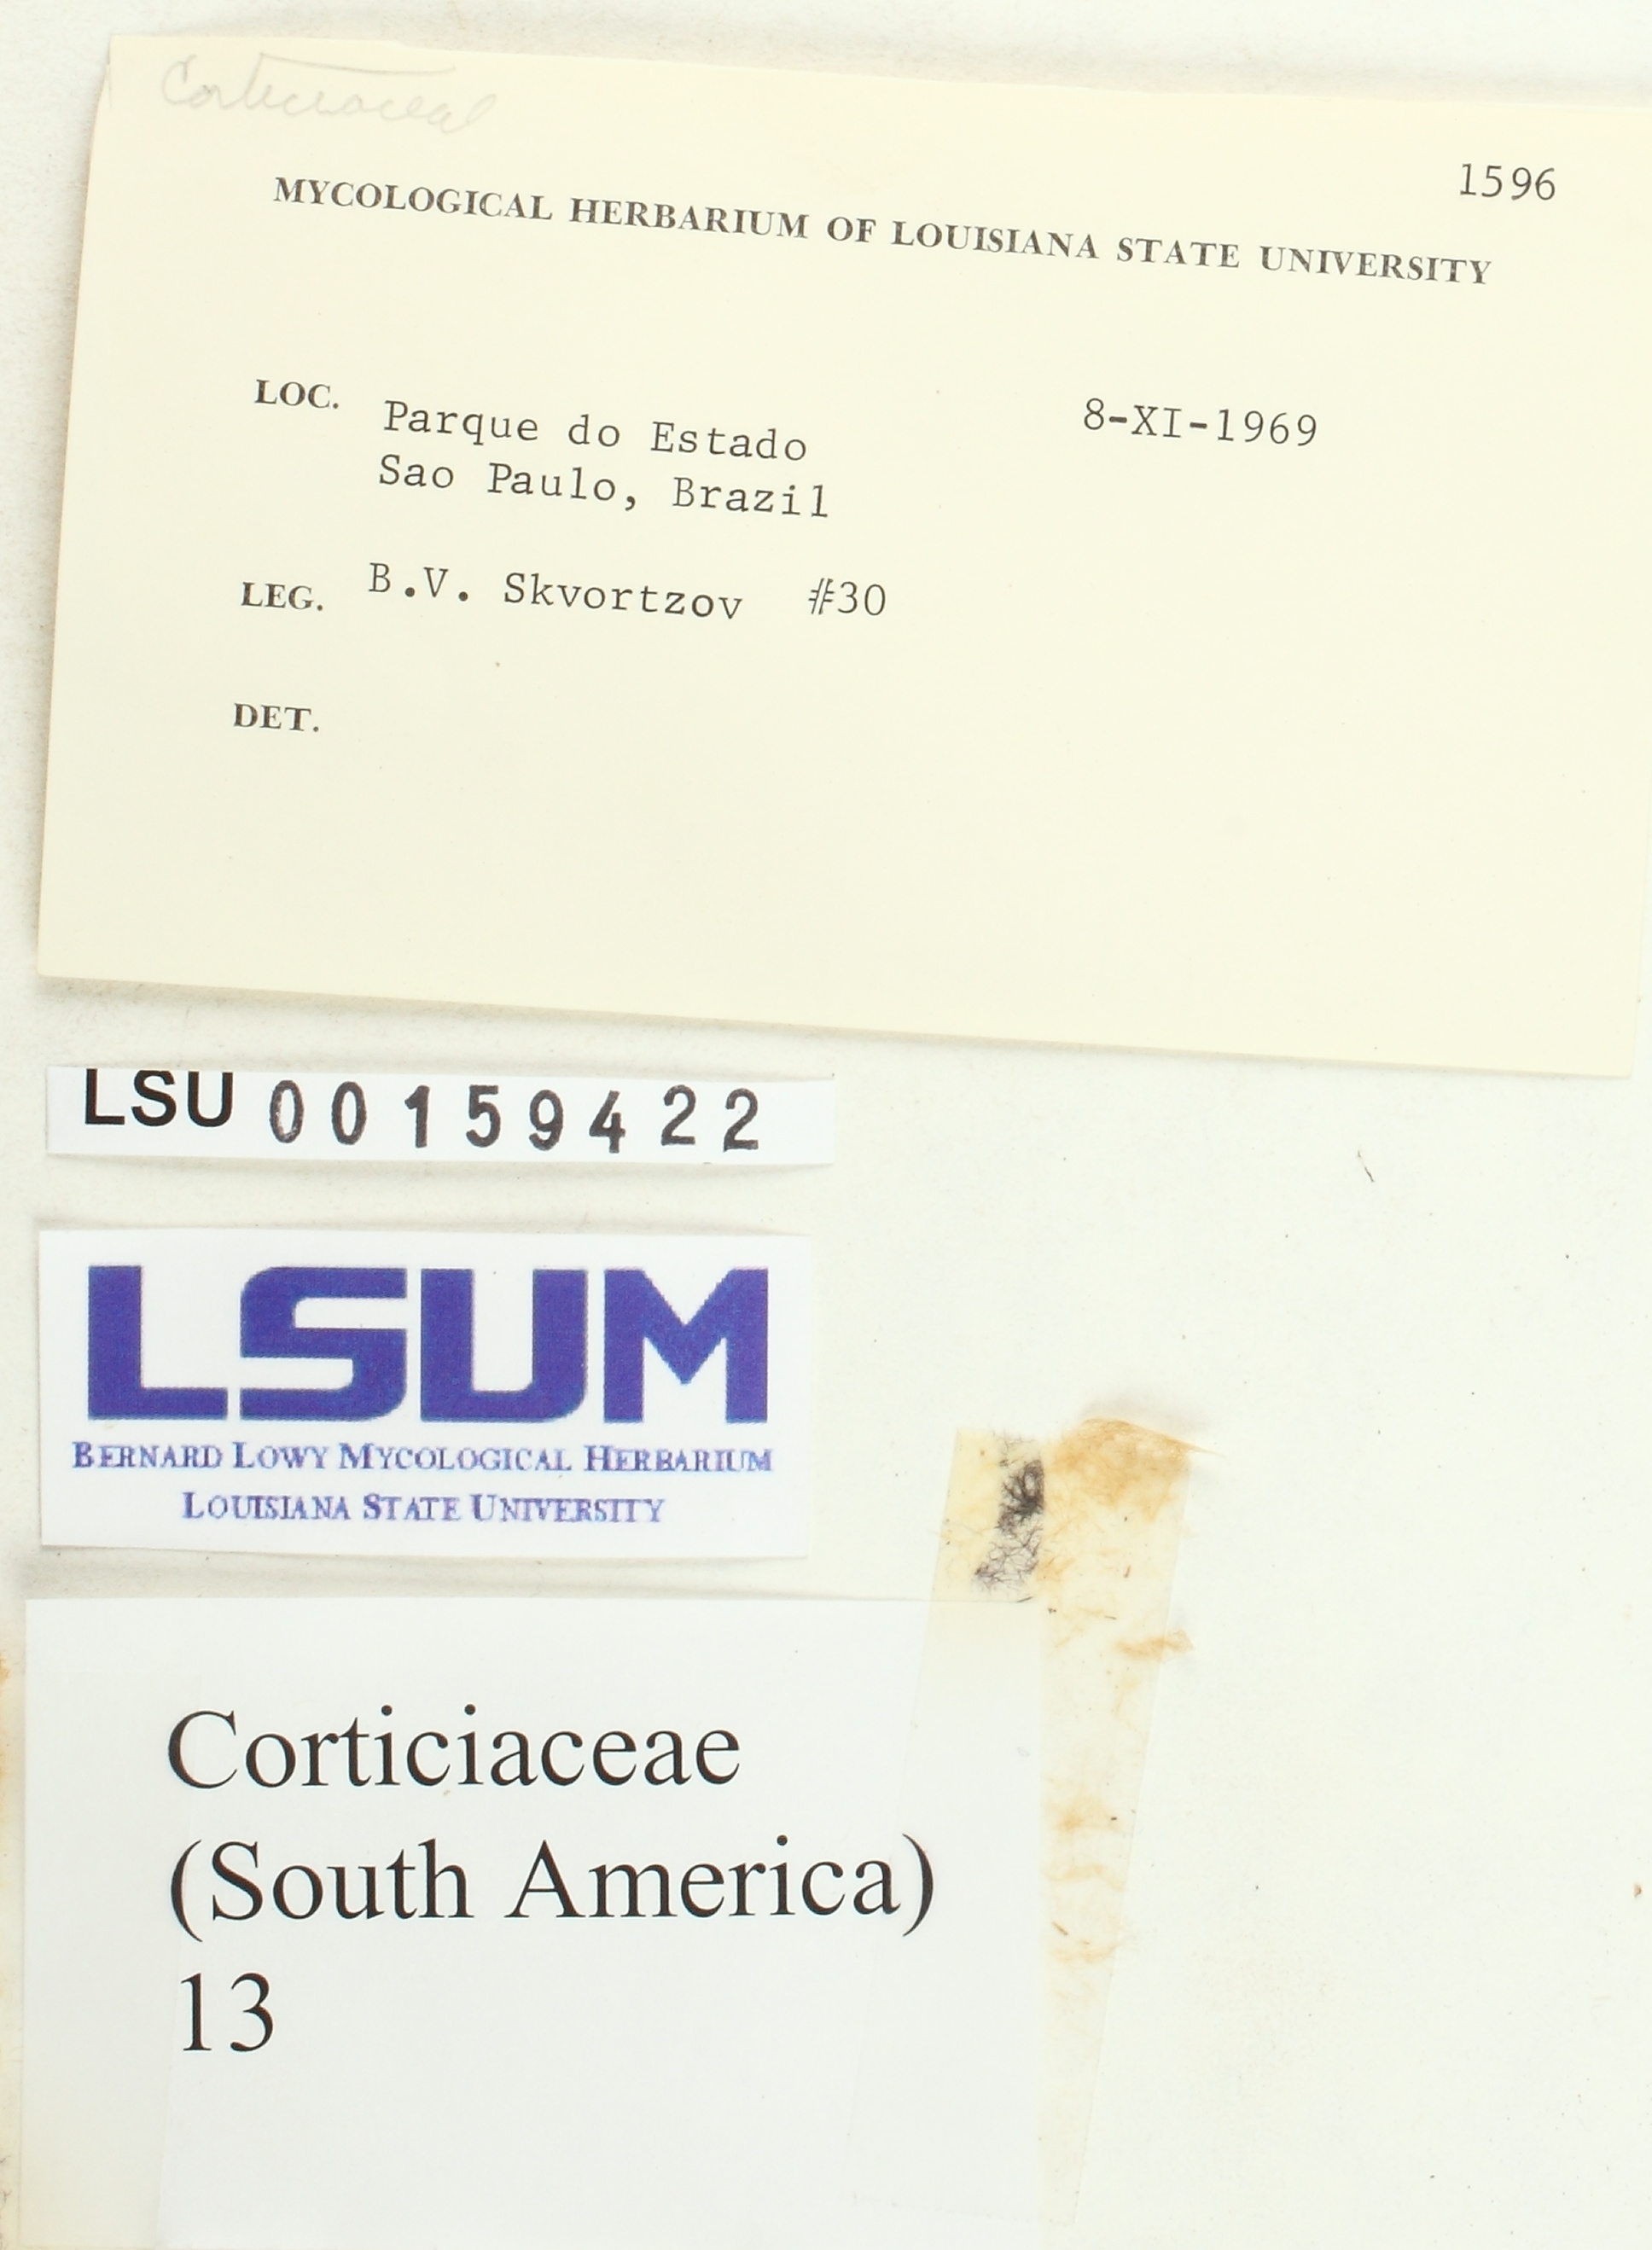 Corticiaceae
1596
MYCOLOGICAL HERBARIUM OF LOUISIANA STATE UNIVERSITY
LOC. Parque do Estado 8-XI-1969
Sao Paulo, Brazil
LEG. B.V. Skvortzov #30
DET.
LSU 00159422
LSUM
BERNARD LOWY MYCOLOGICAL HERBARIUM
LOUISIANA STATE UNIVERSITY
Corticiaceae
(South America)
13